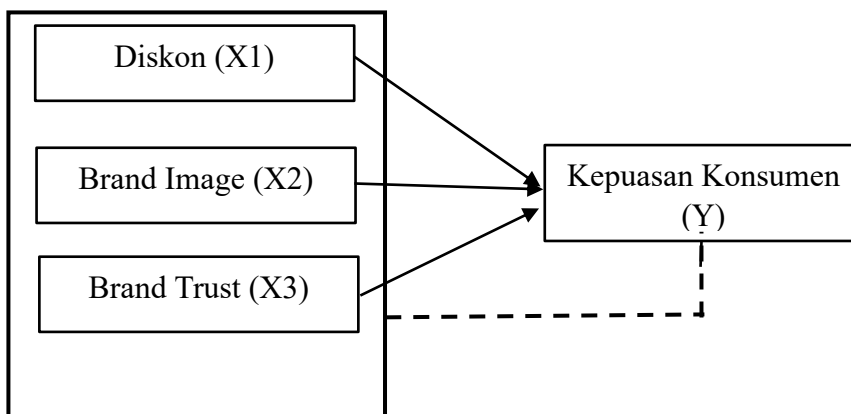 Diskon (X1)
Brand Image (X2)
Kepuasan Konsumen
(Y)
Brand Trust (X3)